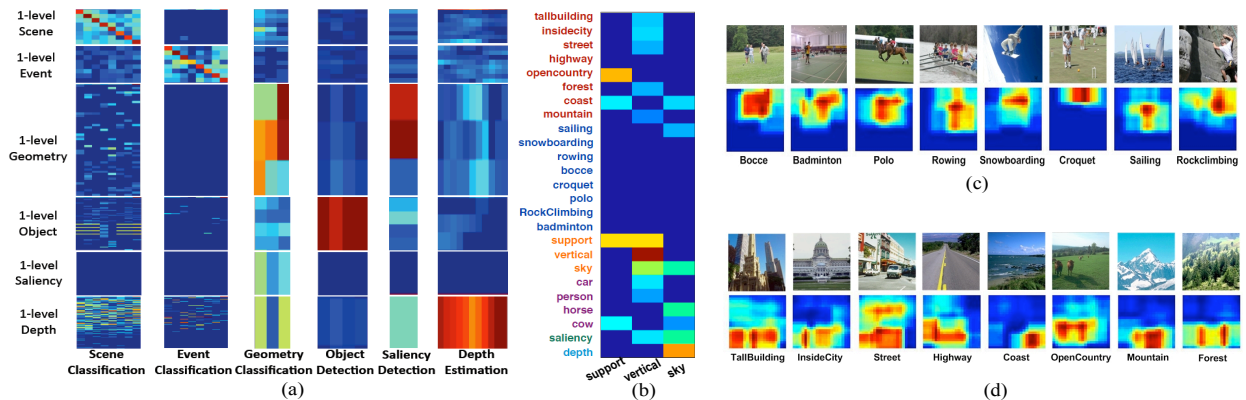 1-level
Scene
1-level
Event
1-level
Geometry
1-level
Object
1-level
Saliency
1-level
Depth
Scene
Classification
Event
Classification
Geometry
Classification
Object
Detection
Saliency
Detection
Depth
Estimation
(a)
tallbuilding
insidecity
street
highway
opencountry
forest
coast
mountain
sailing
snowboarding
rowing
bocce
croquet
polo
RockClimbing
badminton
support
vertical
sky
car
person
horse
cow
saliency
depth
support
vertical
sky
(b)
Bocce Badminton Polo Rowing Snowboarding Croquet Sailing Rockclimbing
(c)
TallBuilding InsideCity Street Highway Coast OpenCountry Mountain Forest
(d)